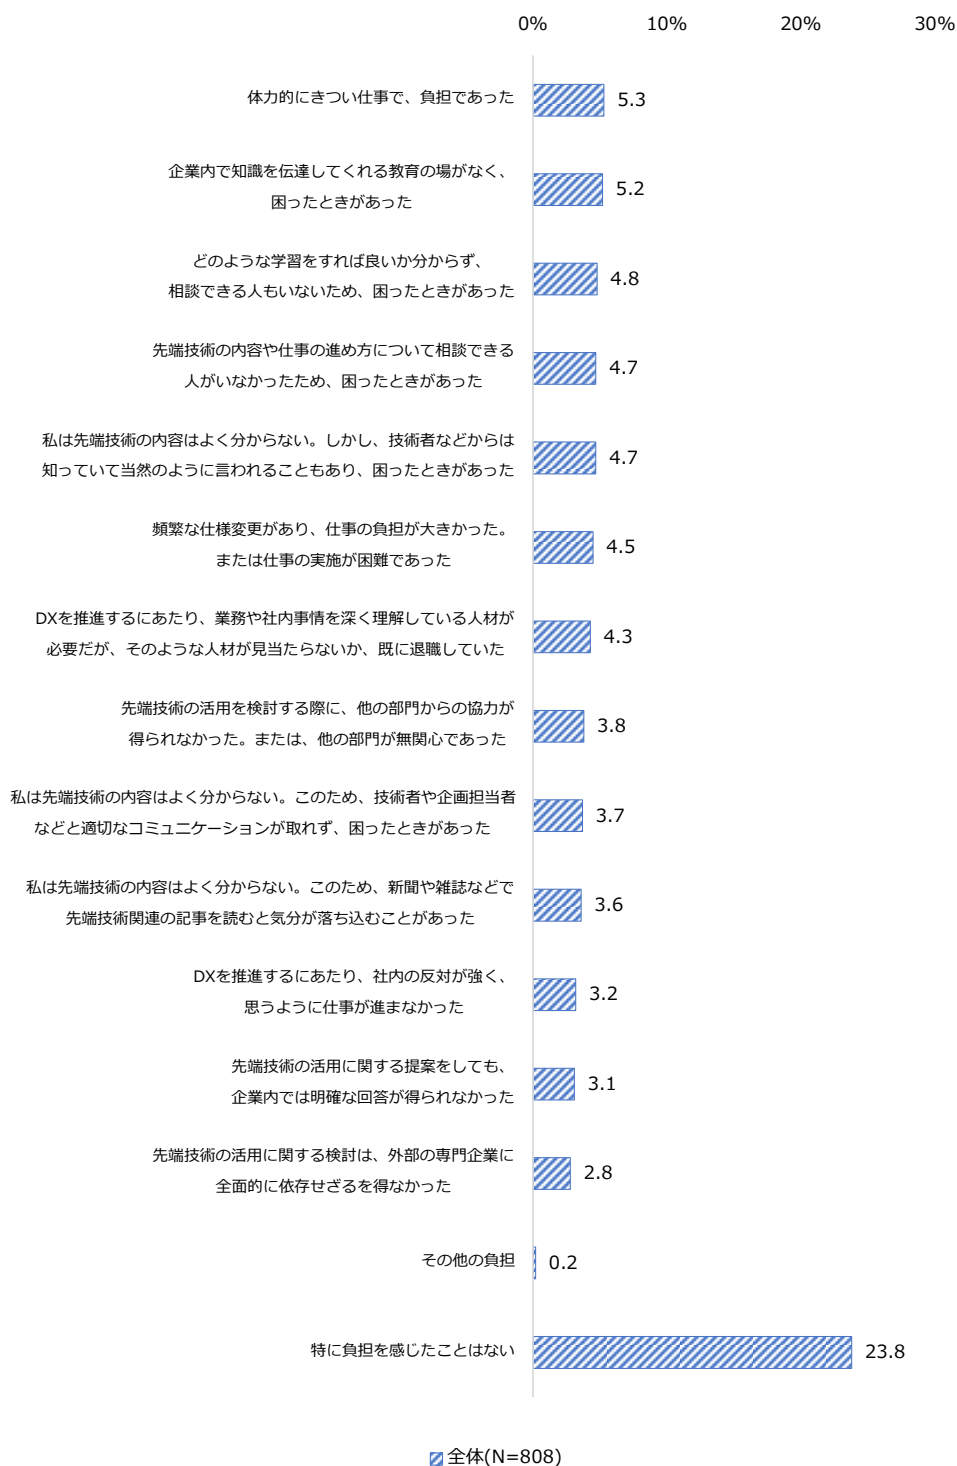 0% 10% 20% 30%
体力的にきつい仕事で、負担であった 5.3
企業内で知識を伝達してくれる教育の場がなく、
困ったときがあった 5.2
どのような学習をすれば良いか分からず、
相談できる人もいないため、困ったときがあった 4.8
先端技術の内容や仕事の進め方について相談できる
人がいなかったため、困ったときがあった 4.7
私は先端技術の内容はよく分からない。しかし、技術者などからは
知っていて当然のように言われることもあり、困ったときがあった 4.7
頻繁な仕様変更があり、仕事の負担が大きかった。
または仕事の実施が困難であった 4.5
DXを推進するにあたり、業務や社内事情を深く理解している人材が
必要だが、そのような人材が見当たらないか、既に退職していた 4.3
先端技術の活用を検討する際に、他の部門からの協力が
得られなかった。または、他の部門が無関心であった 3.8
私は先端技術の内容はよく分からない。このため、技術者や企画担当者
などと適切なコミュニケーションが取れず、困ったときがあった 3.7
私は先端技術の内容はよく分からない。このため、新聞や雑誌などで
先端技術関連の記事を読むと気分が落ち込むことがあった 3.6
DXを推進するにあたり、社内の反対が強く、
思うように仕事が進まなかった 3.2
先端技術の活用に関する提案をしても、
企業内では明確な回答が得られなかった 3.1
先端技術の活用に関する検討は、外部の専門企業に
全面的に依存せざるを得なかった 2.8
その他の負担 0.2
特に負担を感じたことはない 23.8
全体(N=808)